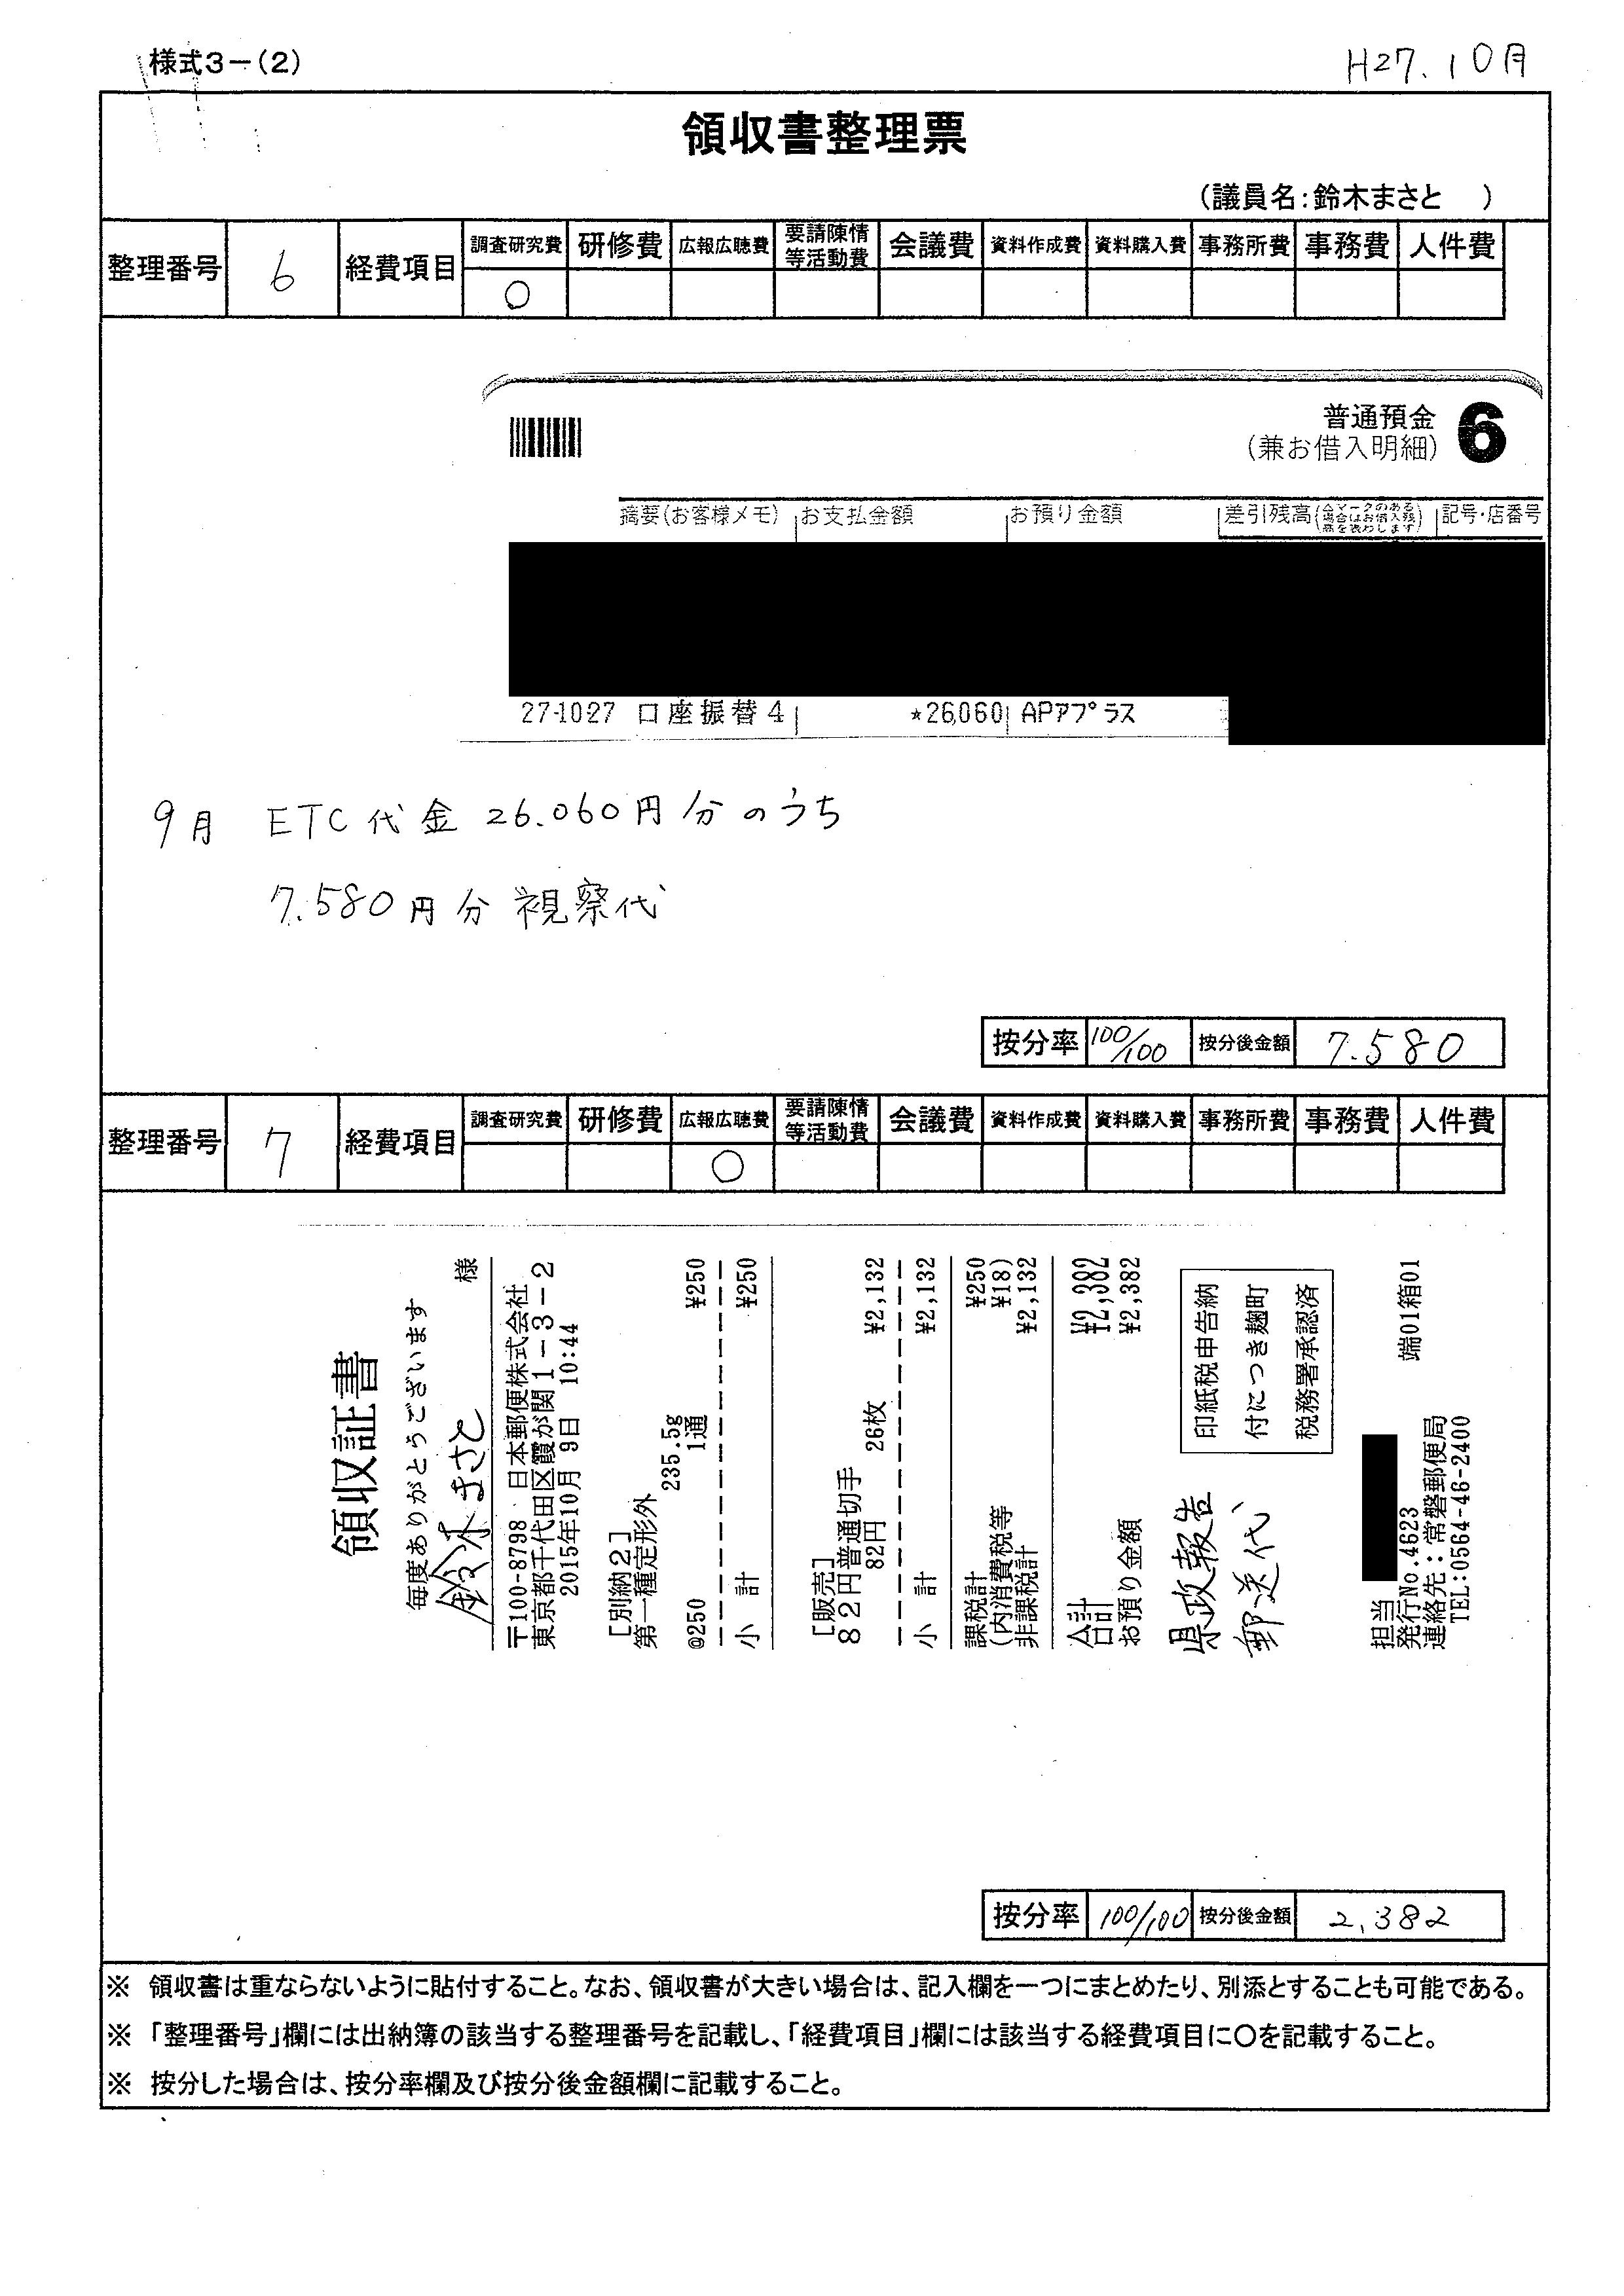 様式3-(2)
H27.10月
領収書整理票
(議員名:鈴木まさと )
整理番号 6 経費項目 調査研究費 研修費 広報広聴費 要請陳情等活動費 会議費 資料作成費 資料購入費 事務所費 事務費 人件費
○
普通預金 6
(兼お借入明細)
摘要(お客様メモ) お支払金額 お預り金額 差引残高(△マークのある場合はお借入残高を表わします) 記号・店番号
27-10-27 口座振替4 *26,060 APアプラス
9月 ETC代金 26.060円分のうち
7.580円分 視察代
按分率 100/100 按分後金額 7.580
整理番号 7 経費項目 調査研究費 研修費 広報広聴費 要請陳情等活動費 会議費 資料作成費 資料購入費 事務所費 事務費 人件費
○
領収証書
毎度ありがとうございます
鈴木まさと 様
〒100-8798 日本郵便株式会社
東京都千代田区霞が関1-3-2
2015年10月 9日 10:44
[別納2]
第一種定形外
235.5g
@250 1通 ¥250
小 計 ¥250
[販売]
82円普通切手
82円 26枚 ¥2,132
小 計 ¥2,132
課税計 ¥250
(内消費税等 ¥18)
非課税計 ¥2,132
合計 ¥2,382
お預り金額 ¥2,382
県政報告
郵送代
印紙税申告納
付につき麹町
税務署承認済
担当
発行No.4623 端01箱01
連絡先:常磐郵便局
TEL:0564-46-2400
按分率 100/100 按分後金額 2,382
※ 領収書は重ならないように貼付すること。なお、領収書が大きい場合は、記入欄を一つにまとめたり、別添とすることも可能である。
※ 「整理番号」欄には出納簿の該当する整理番号を記載し、「経費項目」欄には該当する経費項目に○を記載すること。
※ 按分した場合は、按分率欄及び按分後金額欄に記載すること。